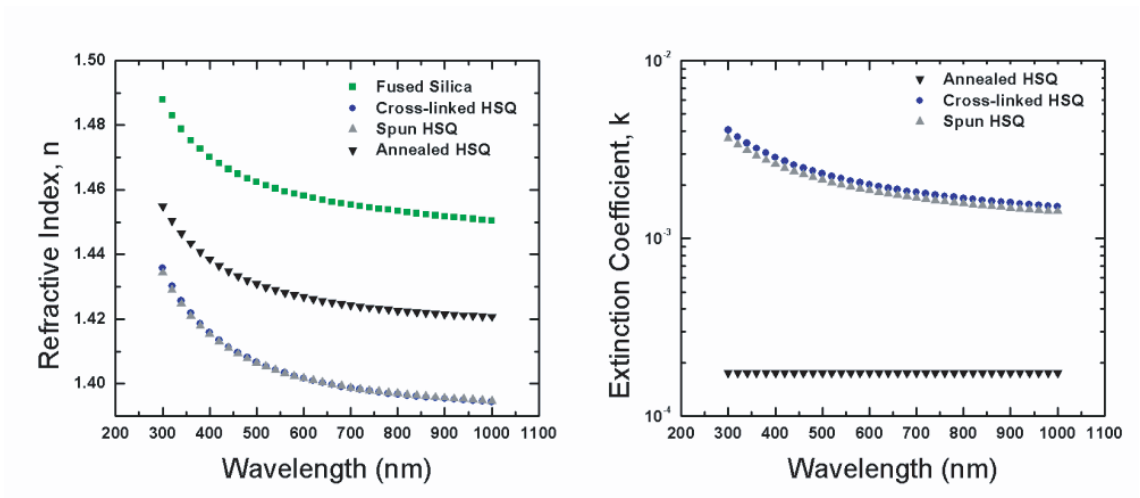 1.50
1.48
1.46
1.44
1.42
1.40
200 300 400 500 600 700 800 900 1000 1100
Refractive Index, n
Wavelength (nm)
Fused Silica
Cross-linked HSQ
Spun HSQ
Annealed HSQ
10-2
10-3
10-4
200 300 400 500 600 700 800 900 1000 1100
Extinction Coefficient, k
Wavelength (nm)
Annealed HSQ
Cross-linked HSQ
Spun HSQ